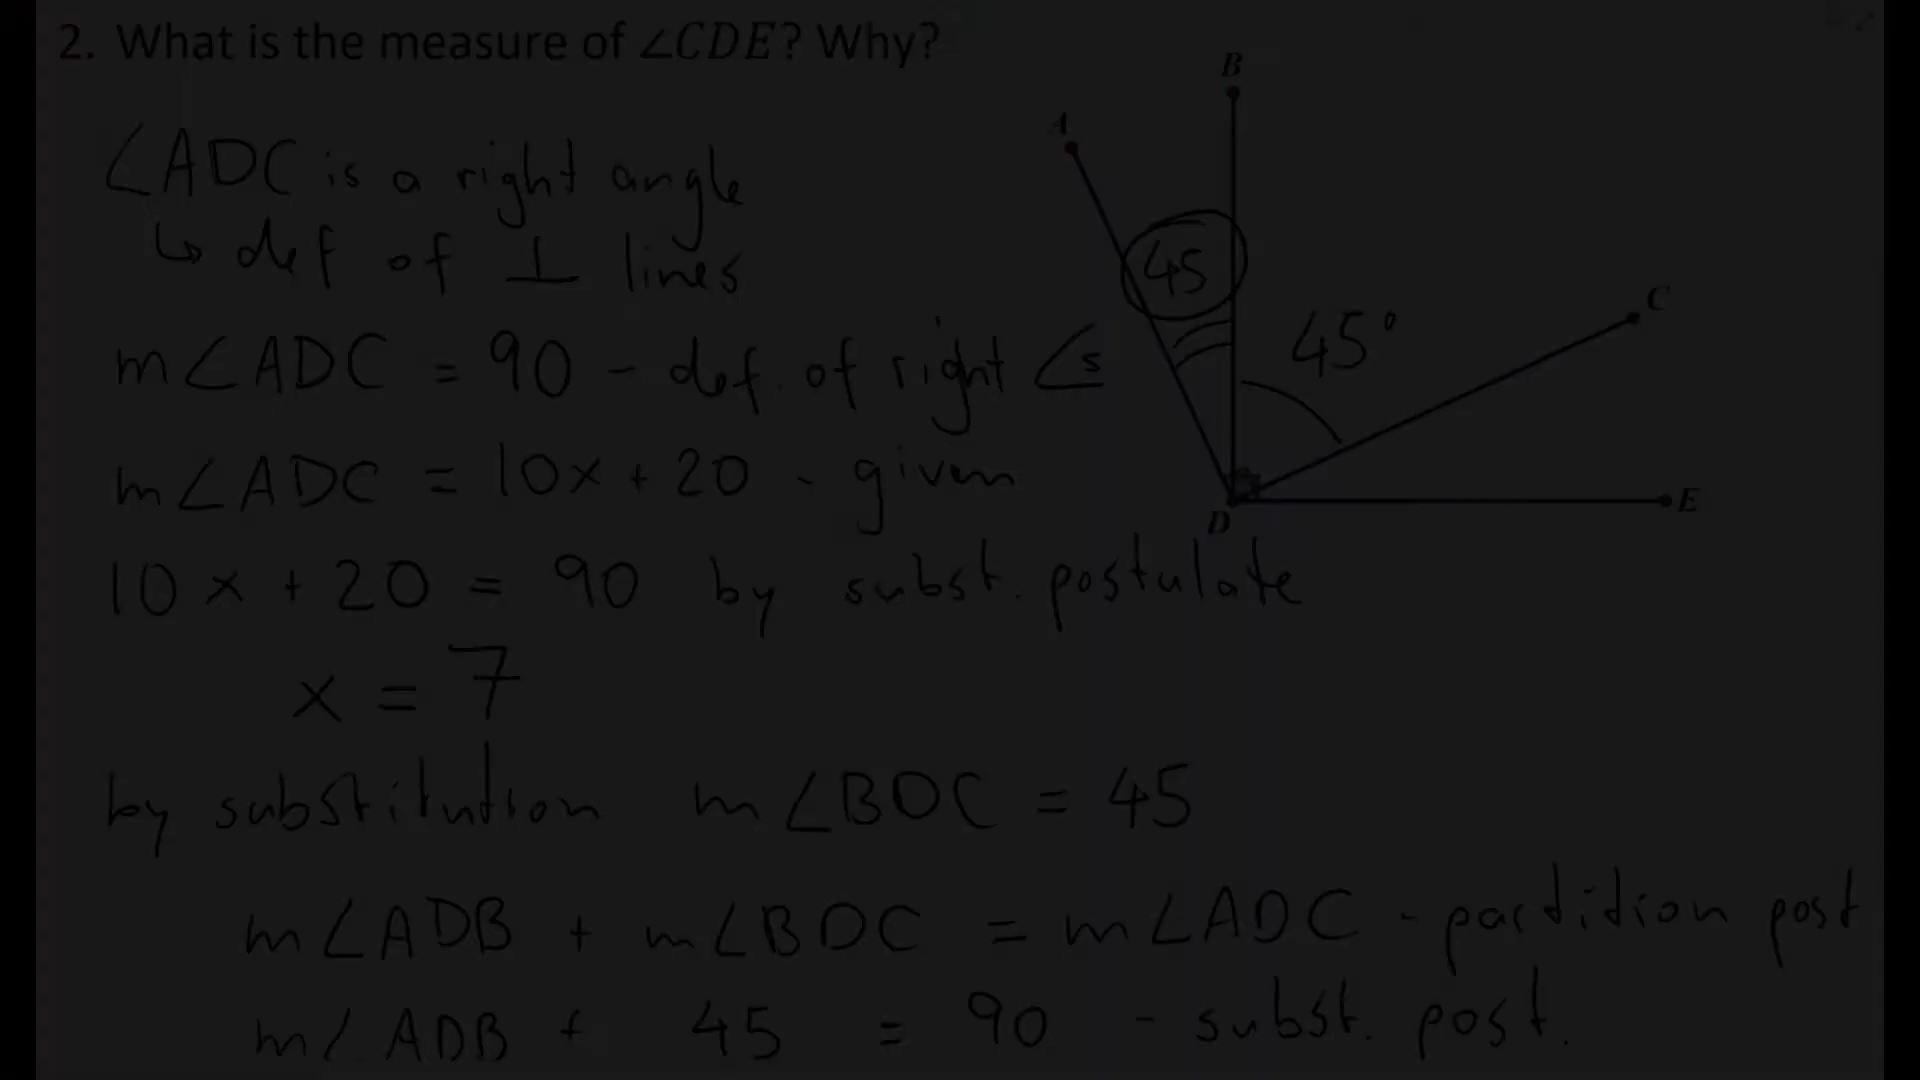 2. What is the measure of ∠CDE? Why?
∠ADC is a right angle
↳ def of ⊥ lines
m∠ADC = 90 - def. of right ∠s
m∠ADC = 10x + 20 - given
10x + 20 = 90 by subst. postulate
x = 7
by substitution m∠BDC = 45
m∠ADB + m∠BDC = m∠ADC - partition post
m∠ADB + 45 = 90 - subst. post.
B
A
45
45°
C
D
E